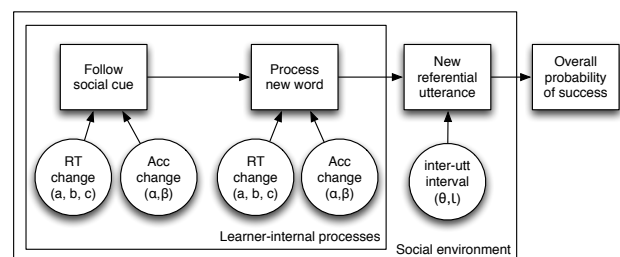 Follow
social cue
Process
new word
New
referential
utterance
Overall
probability
of success
RT
change
(a, b, c)
Acc
change
(α,β)
RT
change
(a, b, c)
Acc
change
(α,β)
inter-utt
interval
(θ,ι)
Learner-internal processes
Social environment